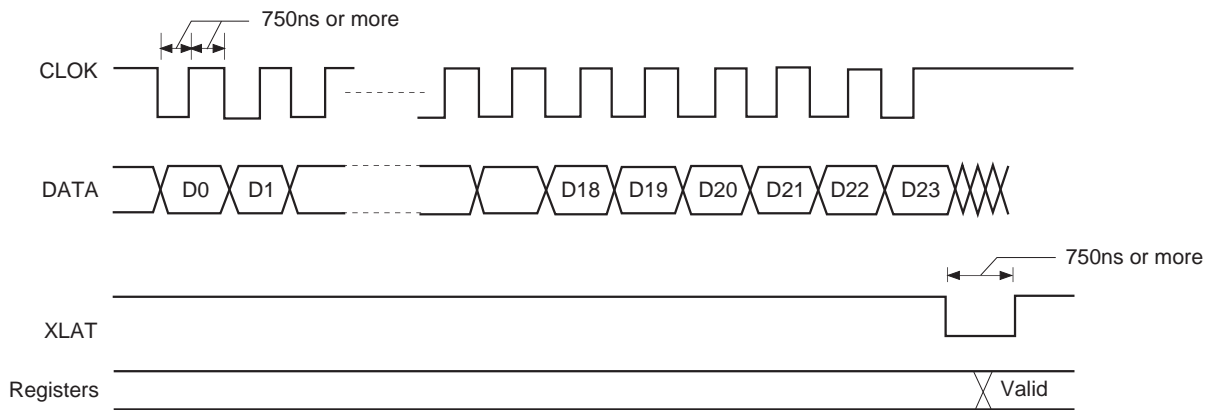 750ns or more
CLOK
DATA D0 D1 D18 D19 D20 D21 D22 D23
750ns or more
XLAT
Registers Valid